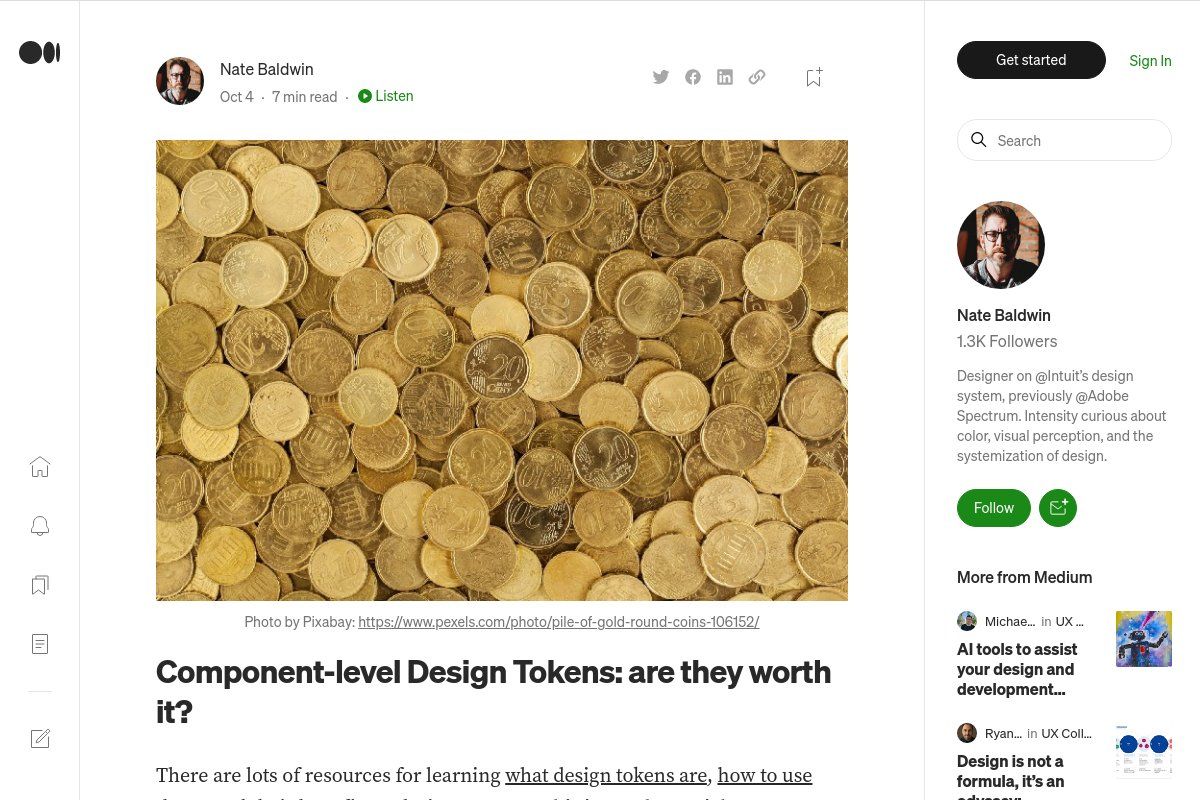 Nate Baldwin
Oct 4 · 7 min read · Listen
Photo by Pixabay: https://www.pexels.com/photo/pile-of-gold-round-coins-106152/
Component-level Design Tokens: are they worth
it?
There are lots of resources for learning what design tokens are, how to use
Get started
Sign In
Search
Nate Baldwin
1.3K Followers
Designer on @Intuit's design
system, previously @Adobe
Spectrum. Intensity curious about
color, visual perception, and the
systemization of design.
Follow
More from Medium
Michae... in UX ...
AI tools to assist
your design and
development...
Ryan... in UX Coll...
Design is not a
formula, it's an